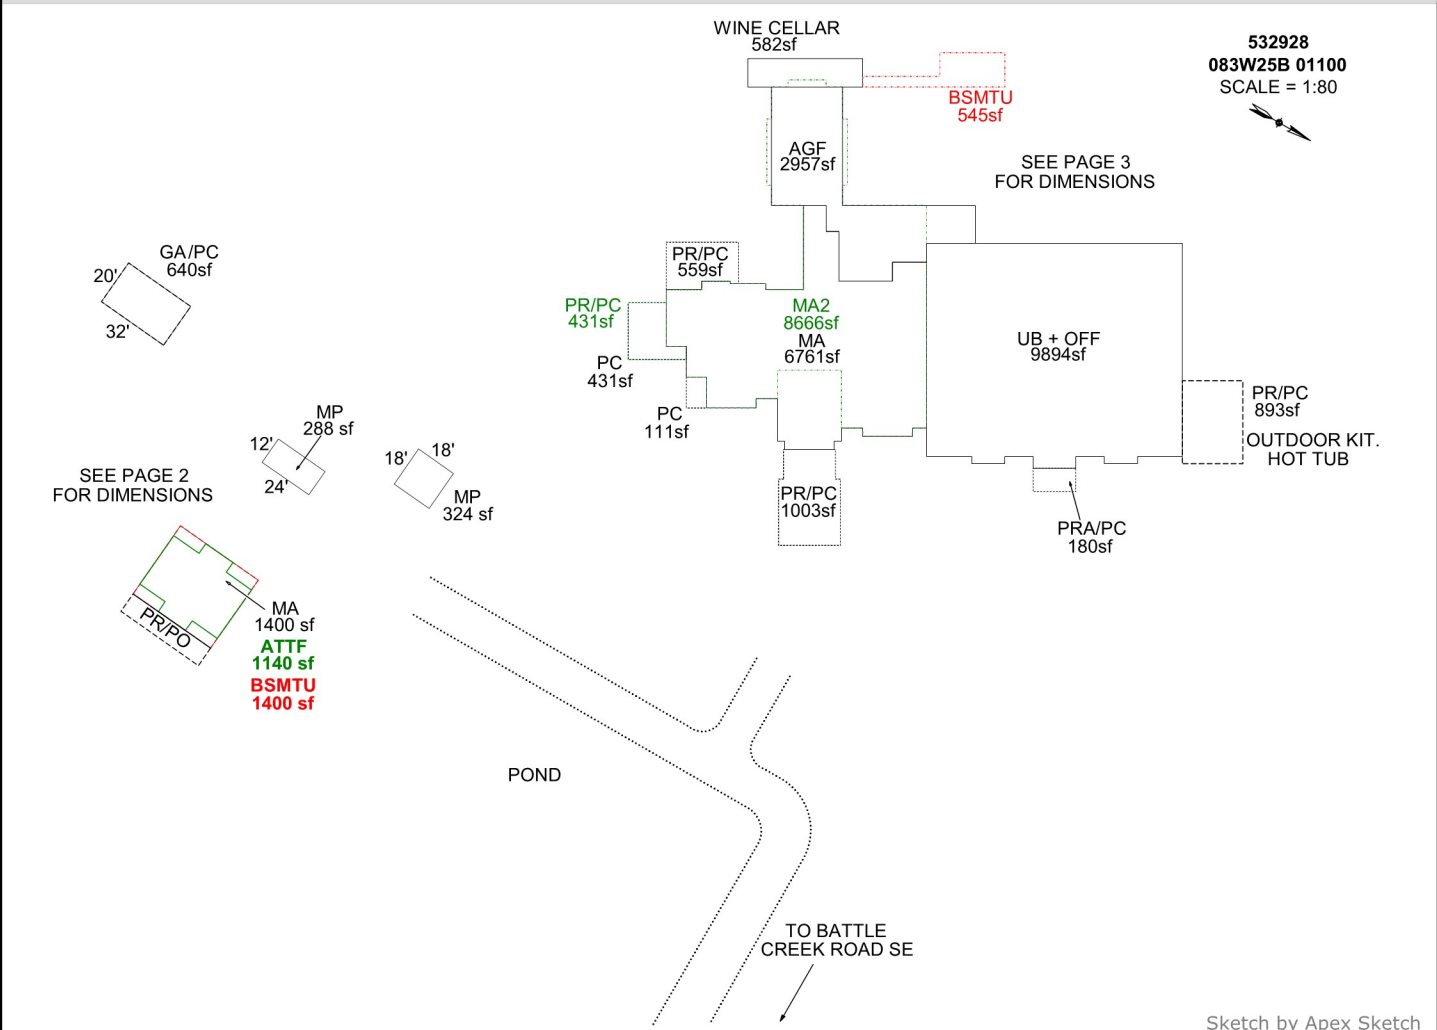 WINE CELLAR
582sf
532928
083W25B 01100
SCALE = 1:80
BSMTU
545sf
AGF
2957sf
SEE PAGE 3
FOR DIMENSIONS
GA/PC
640sf
20'
32'
PR/PC
559sf
PR/PC
431sf
MA2
8666sf
MA
6761sf
UB + OFF
9894sf
PC
431sf
PC
111sf
PR/PC
893sf
OUTDOOR KIT.
HOT TUB
MP
288 sf
12'
24'
18'
18'
MP
324 sf
SEE PAGE 2
FOR DIMENSIONS
PR/PC
1003sf
PRA/PC
180sf
MA
1400 sf
PR/PO
ATTF
1140 sf
BSMTU
1400 sf
POND
TO BATTLE
CREEK ROAD SE
Sketch by Apex Sketch